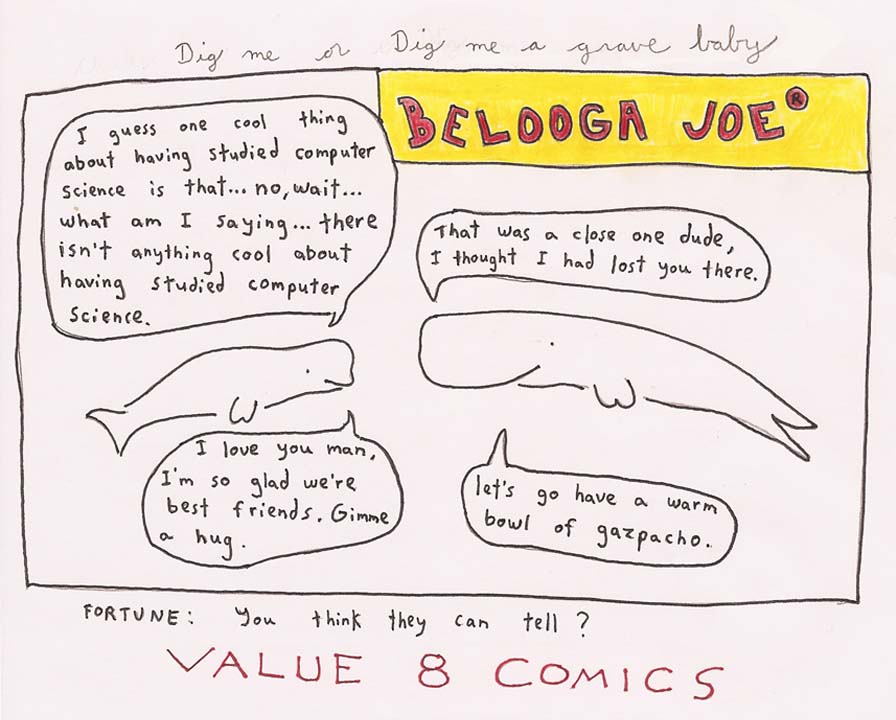 Dig me or Dig me a grave baby
BELOOGA JOE®
I guess one cool thing
about having studied computer
science is that... no, wait...
what am I saying... there
isn't anything cool about
having studied computer
science.
That was a close one dude,
I thought I had lost you there.
I love you man,
I'm so glad we're
best friends. Gimme
a hug.
let's go have a warm
bowl of gazpacho.
FORTUNE: You think they can tell?
VALUE 8 COMICS